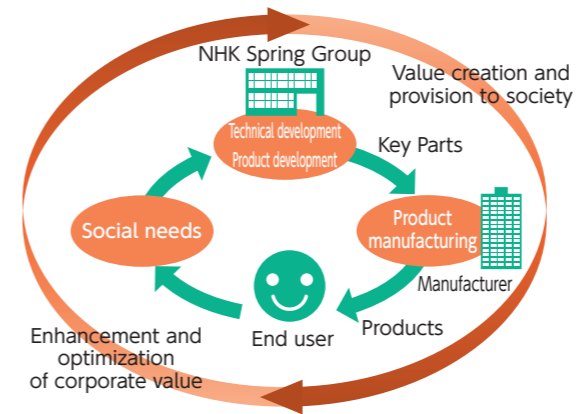 NHK Spring Group
Value creation and
provision to society
Technical development
Product development
Key Parts
Social needs
Product
manufacturing
Manufacturer
End user
Products
Enhancement and
optimization
of corporate value